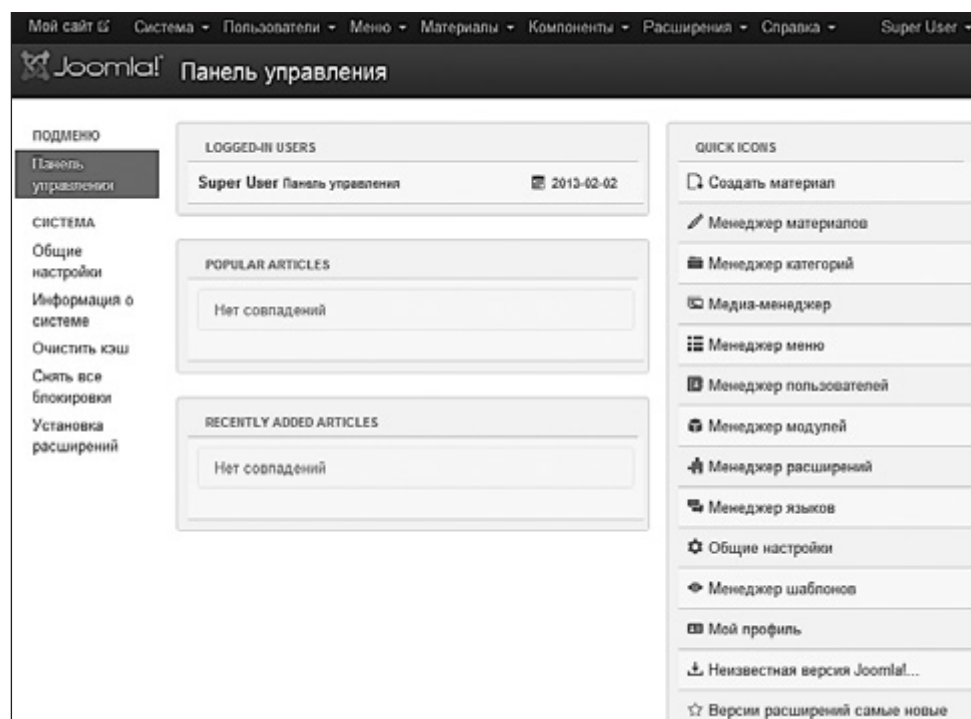 Мой сайт Система Пользователи Меню Материалы Компоненты Расширения Справка Super User
Joomla! Панель управления
ПОДМЕНЮ
Панель
управления
СИСТЕМА
Общие
настройки
Информация о
системе
Очистить кэш
Снять все
блокировки
Установка
расширений
LOGGED-IN USERS
Super User Панель управления 2013-02-02
POPULAR ARTICLES
Нет совпадений
RECENTLY ADDED ARTICLES
Нет совпадений
QUICK ICONS
Создать материал
Менеджер материалов
Менеджер категорий
Медиа-менеджер
Менеджер меню
Менеджер пользователей
Менеджер модулей
Менеджер расширений
Менеджер языков
Общие настройки
Менеджер шаблонов
Мой профиль
Неизвестная версия Joomla!...
Версии расширений самые новые